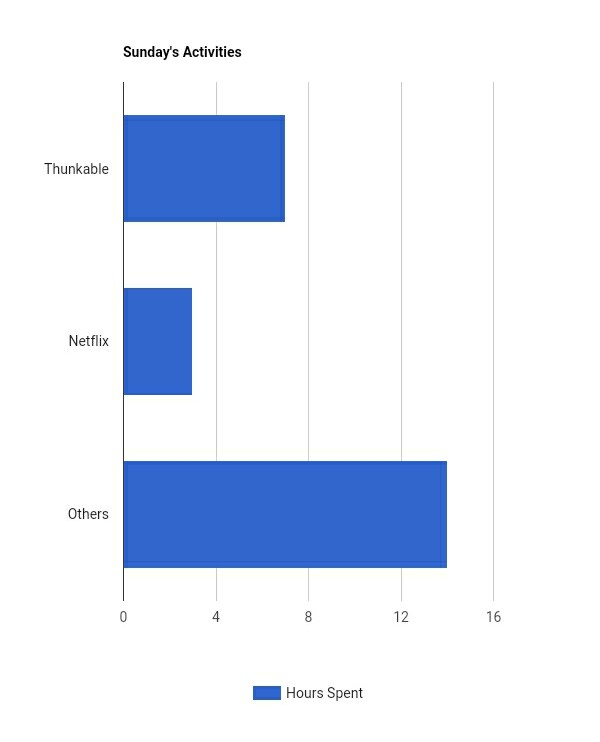 Sunday's Activities
Thunkable
Netflix
Others
0 4 8 12 16
Hours Spent